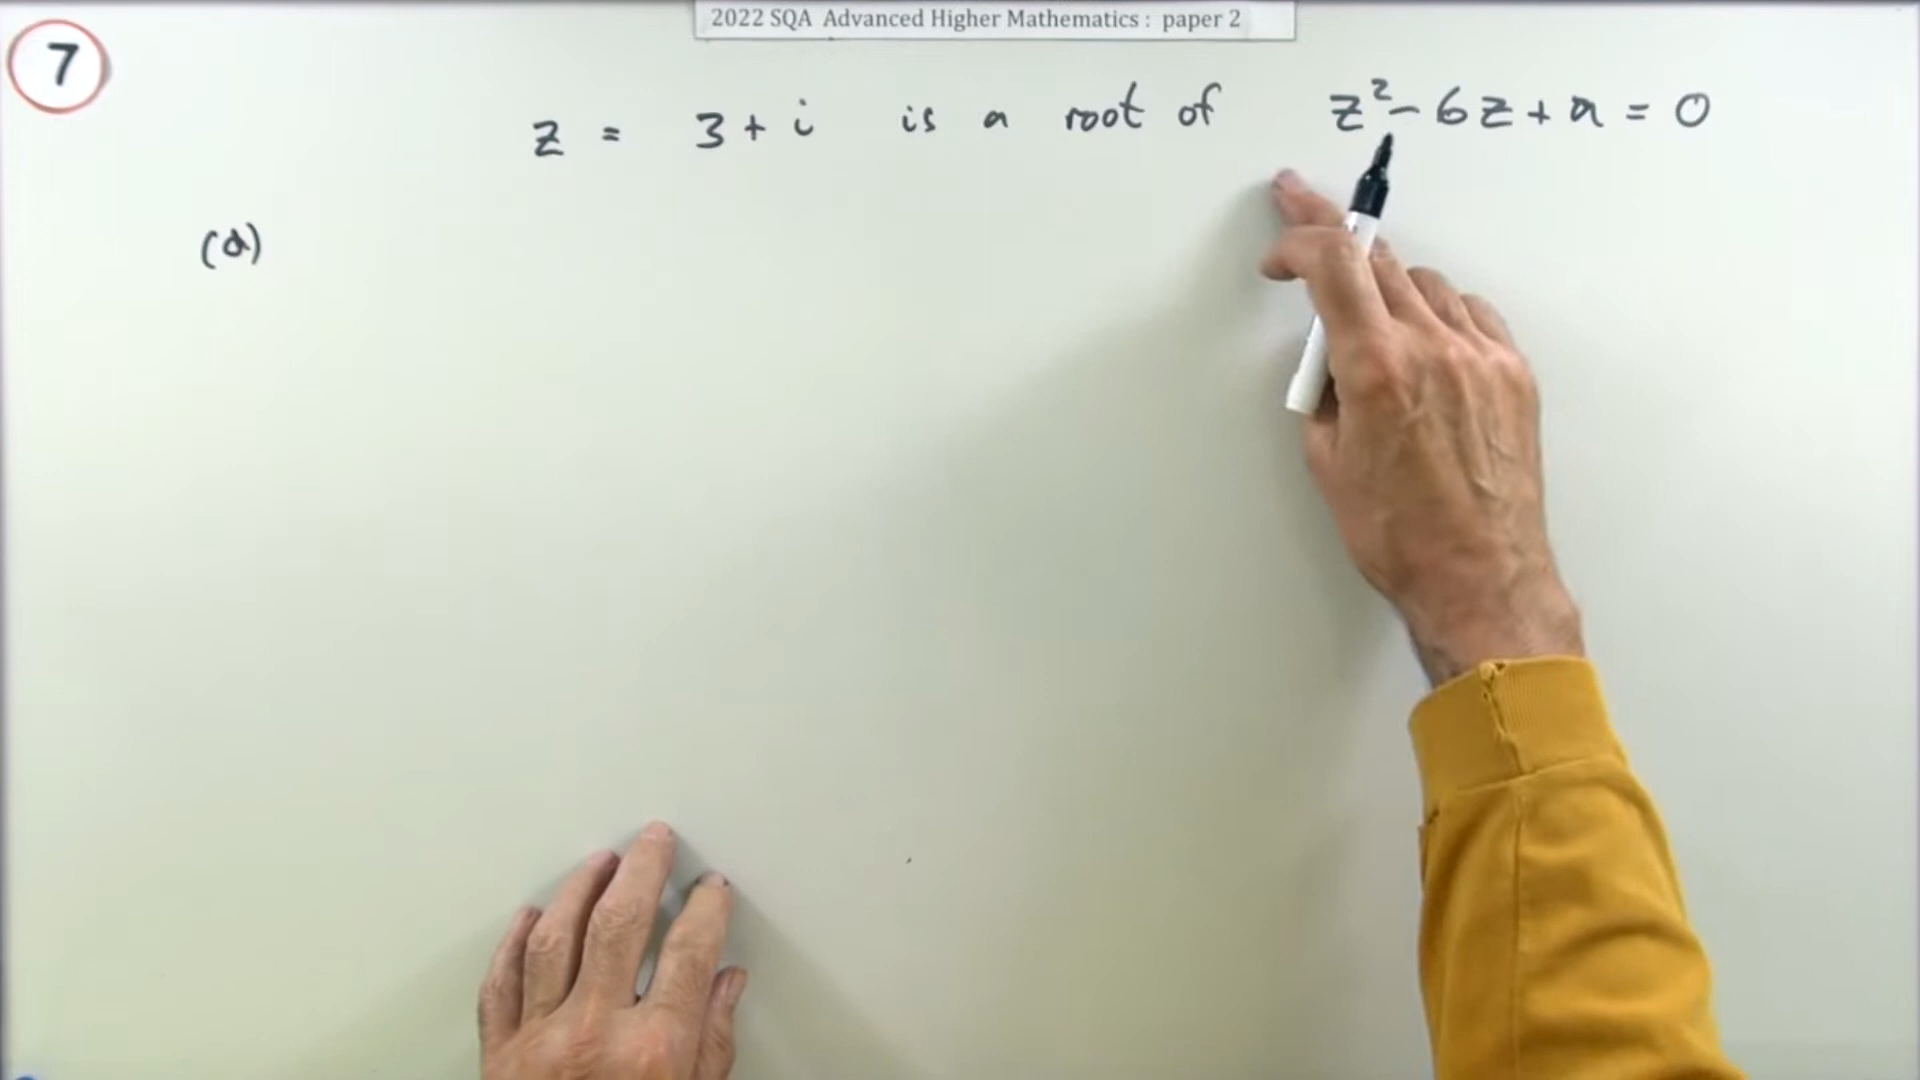 2022 SQA Advanced Higher Mathematics : paper 2
7
z = 3 + i is a root of z² - 6z + a = 0
(a)